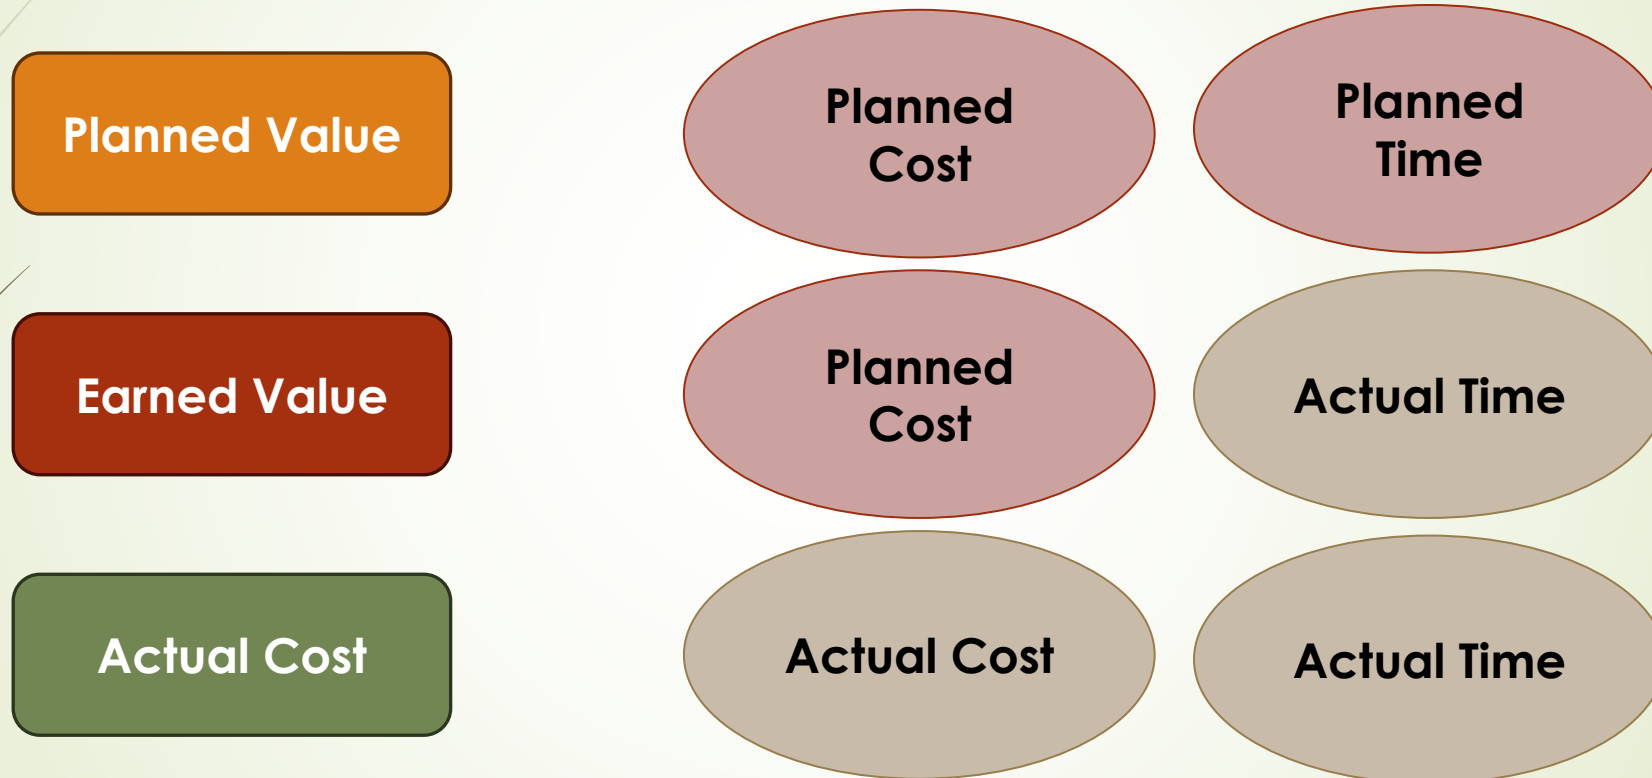 Planned Value
Planned
Cost
Planned
Time
Earned Value
Planned
Cost
Actual Time
Actual Cost
Actual Cost
Actual Time